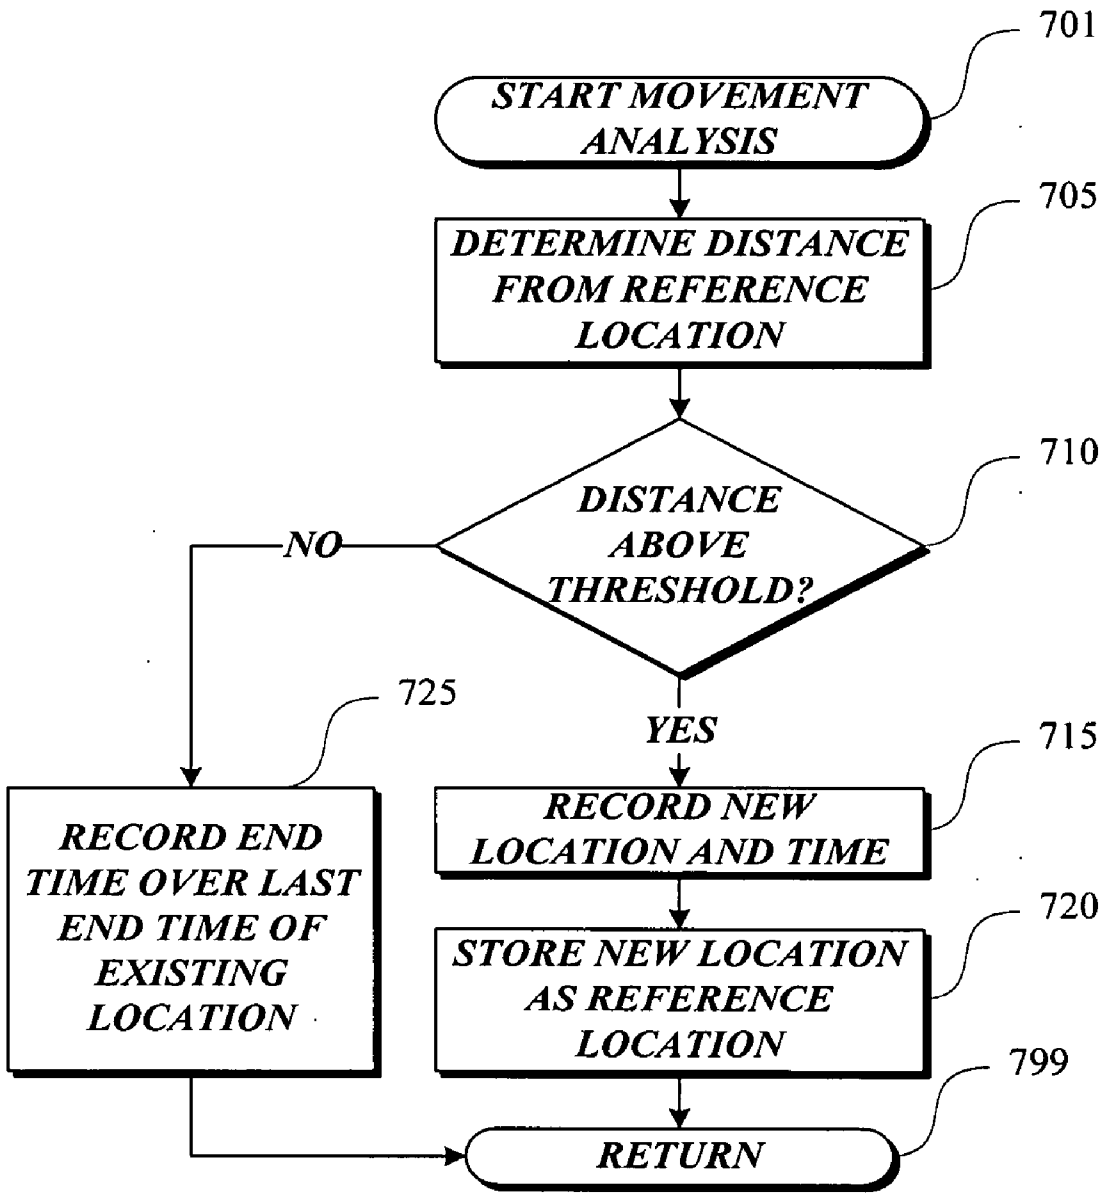 701
START MOVEMENT
ANALYSIS
705
DETERMINE DISTANCE
FROM REFERENCE
LOCATION
710
DISTANCE
ABOVE
THRESHOLD?
NO
YES
725
RECORD END
TIME OVER LAST
END TIME OF
EXISTING
LOCATION
715
RECORD NEW
LOCATION AND TIME
720
STORE NEW LOCATION
AS REFERENCE
LOCATION
799
RETURN